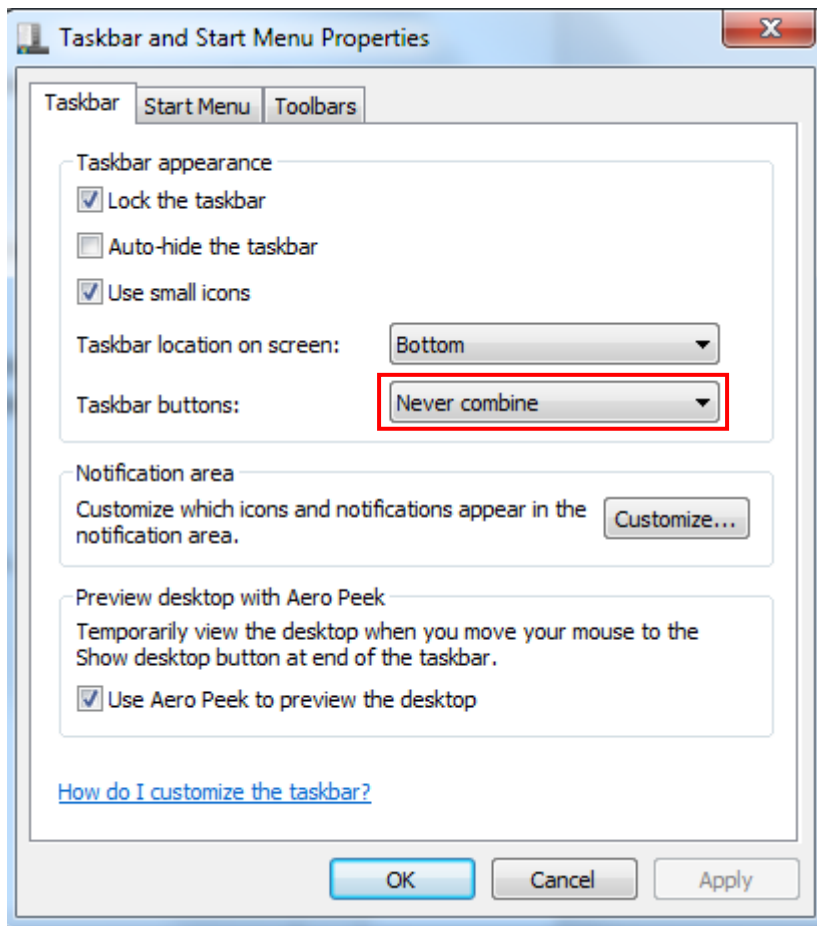 Taskbar and Start Menu Properties
Taskbar
Start Menu
Toolbars
Taskbar appearance
Lock the taskbar
Auto-hide the taskbar
Use small icons
Taskbar location on screen:
Bottom
Taskbar buttons:
Never combine
Notification area
Customize which icons and notifications appear in the
notification area.
Customize...
Preview desktop with Aero Peek
Temporarily view the desktop when you move your mouse to the
Show desktop button at end of the taskbar.
Use Aero Peek to preview the desktop
How do I customize the taskbar?
OK
Cancel
Apply